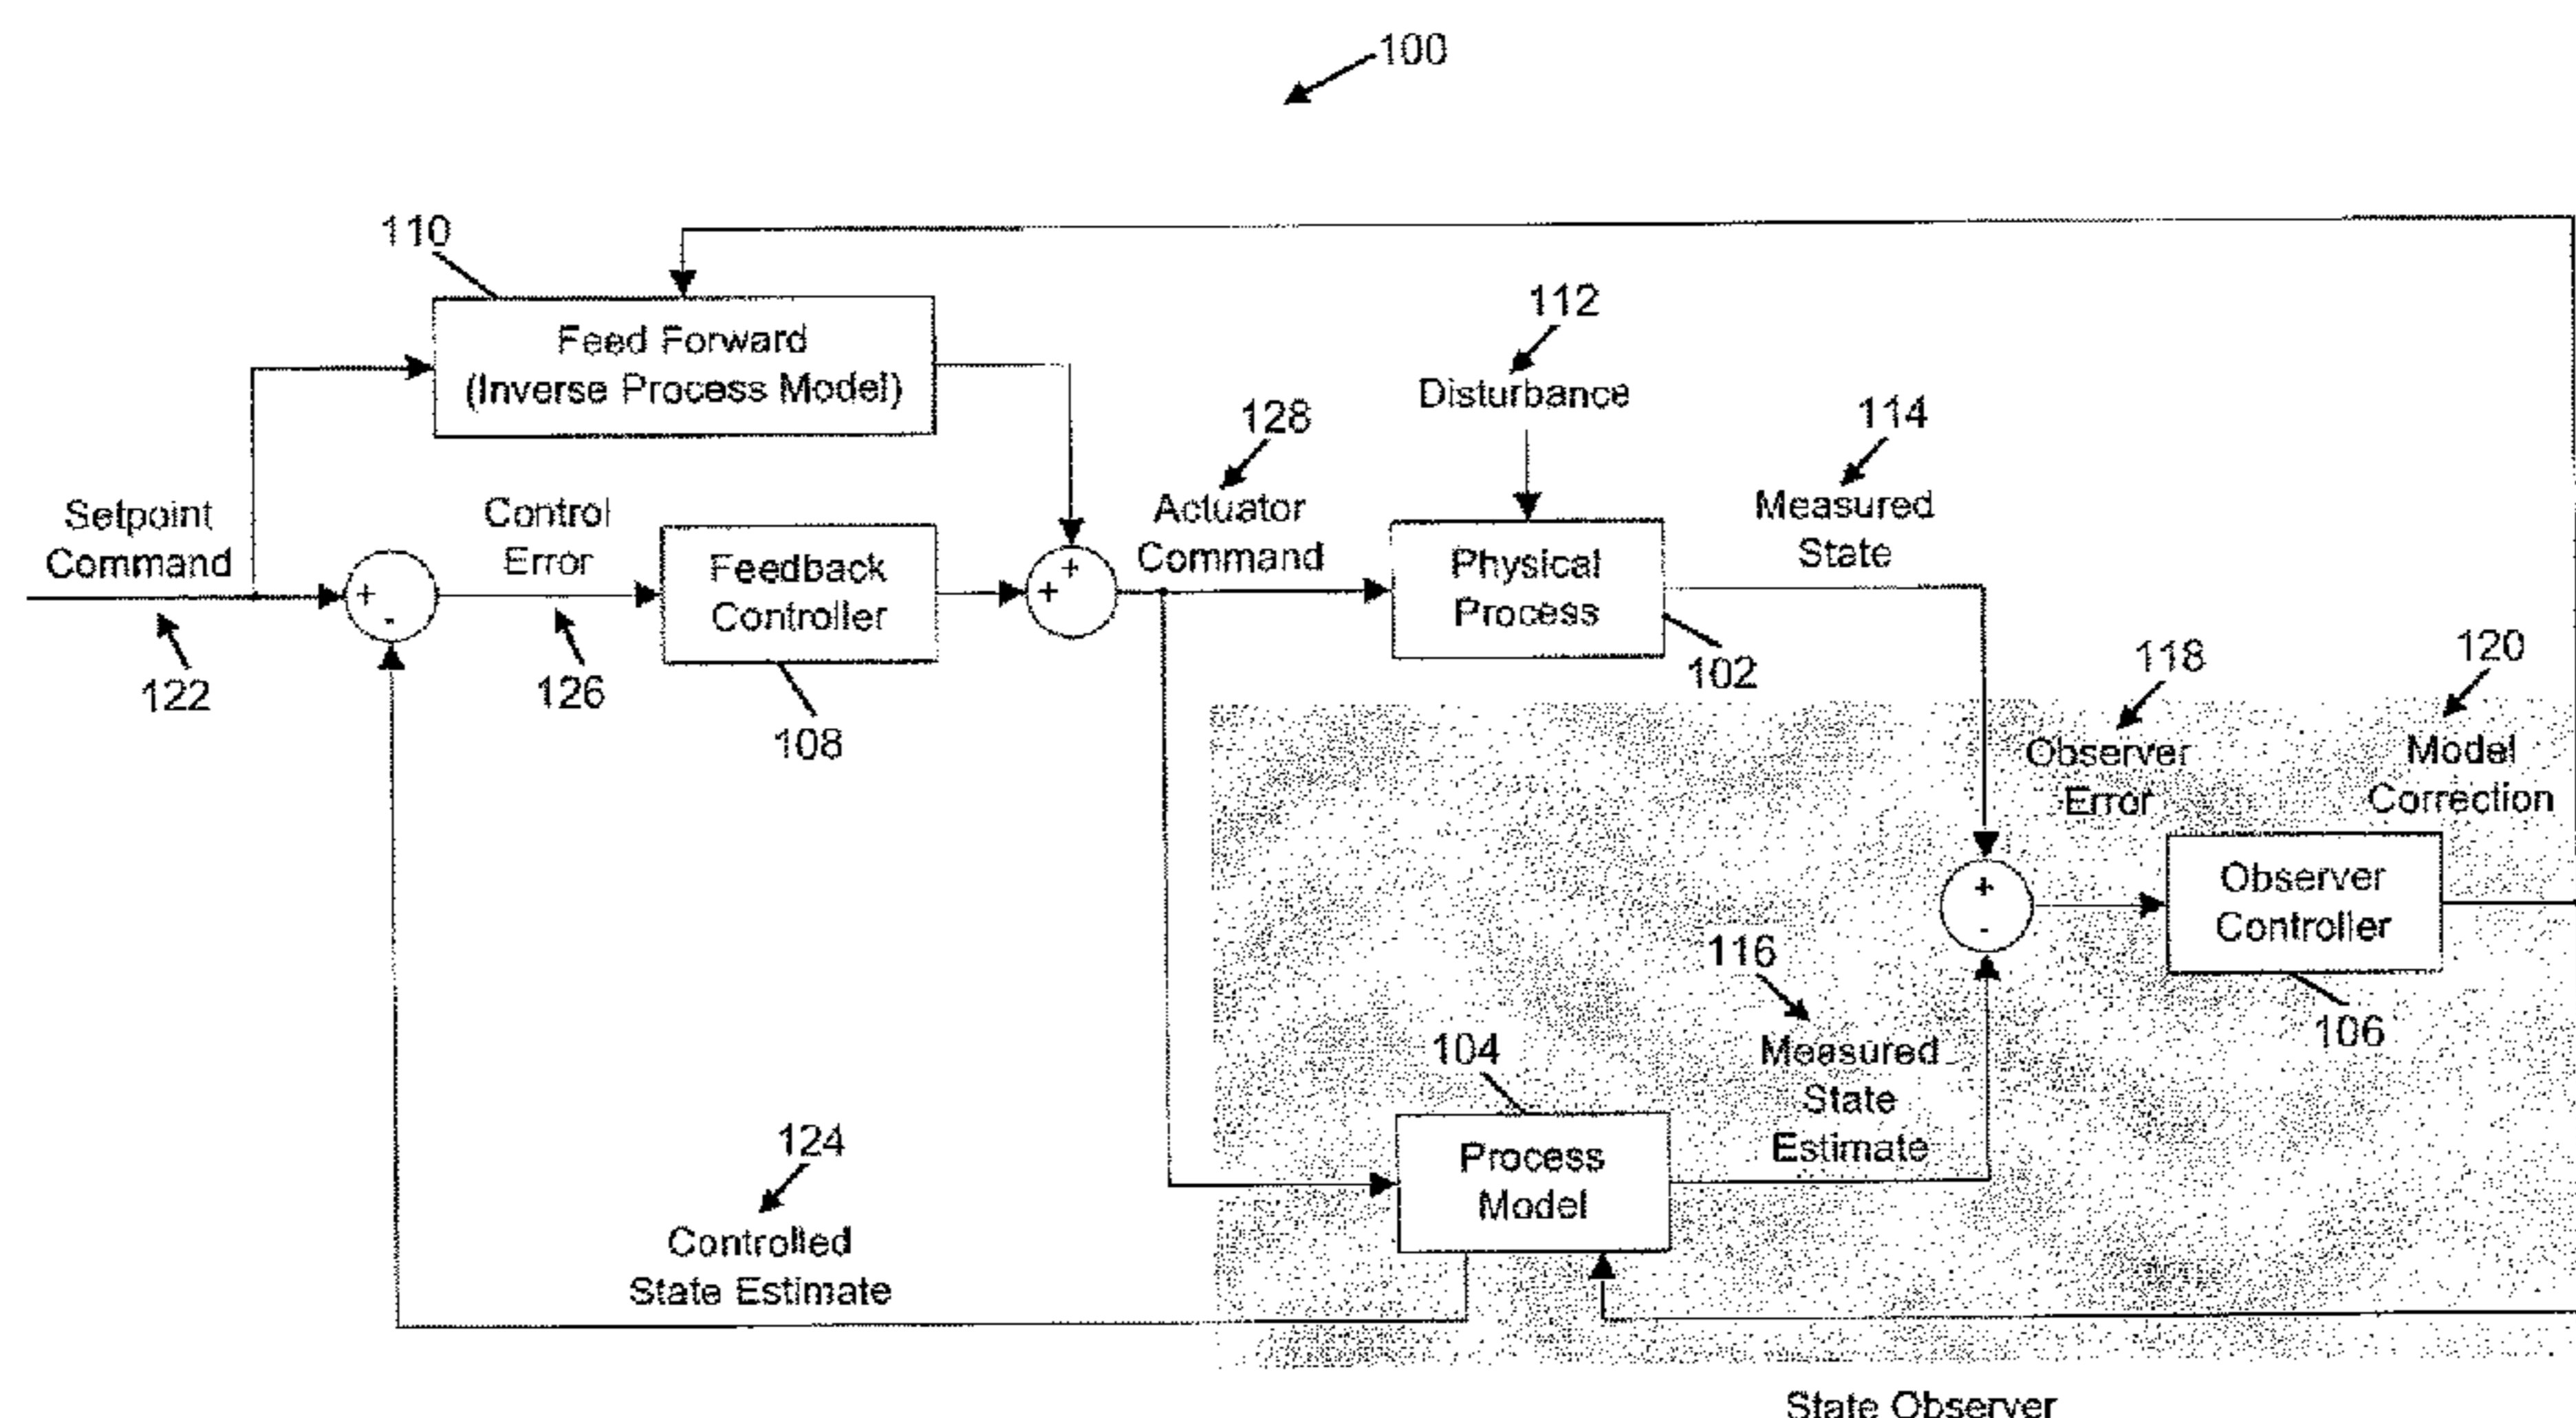 100
110
Feed Forward
(Inverse Process Model)
112
Disturbance
128
Actuator
Command
114
Measured
State
Setpoint
Command
122
+
-
Control
Error
126
Feedback
Controller
108
+
+
Physical
Process
102
118
Observer
Error
120
Model
Correction
+
-
Observer
Controller
106
116
Measured
State
Estimate
104
Process
Model
124
Controlled
State Estimate
State Observer